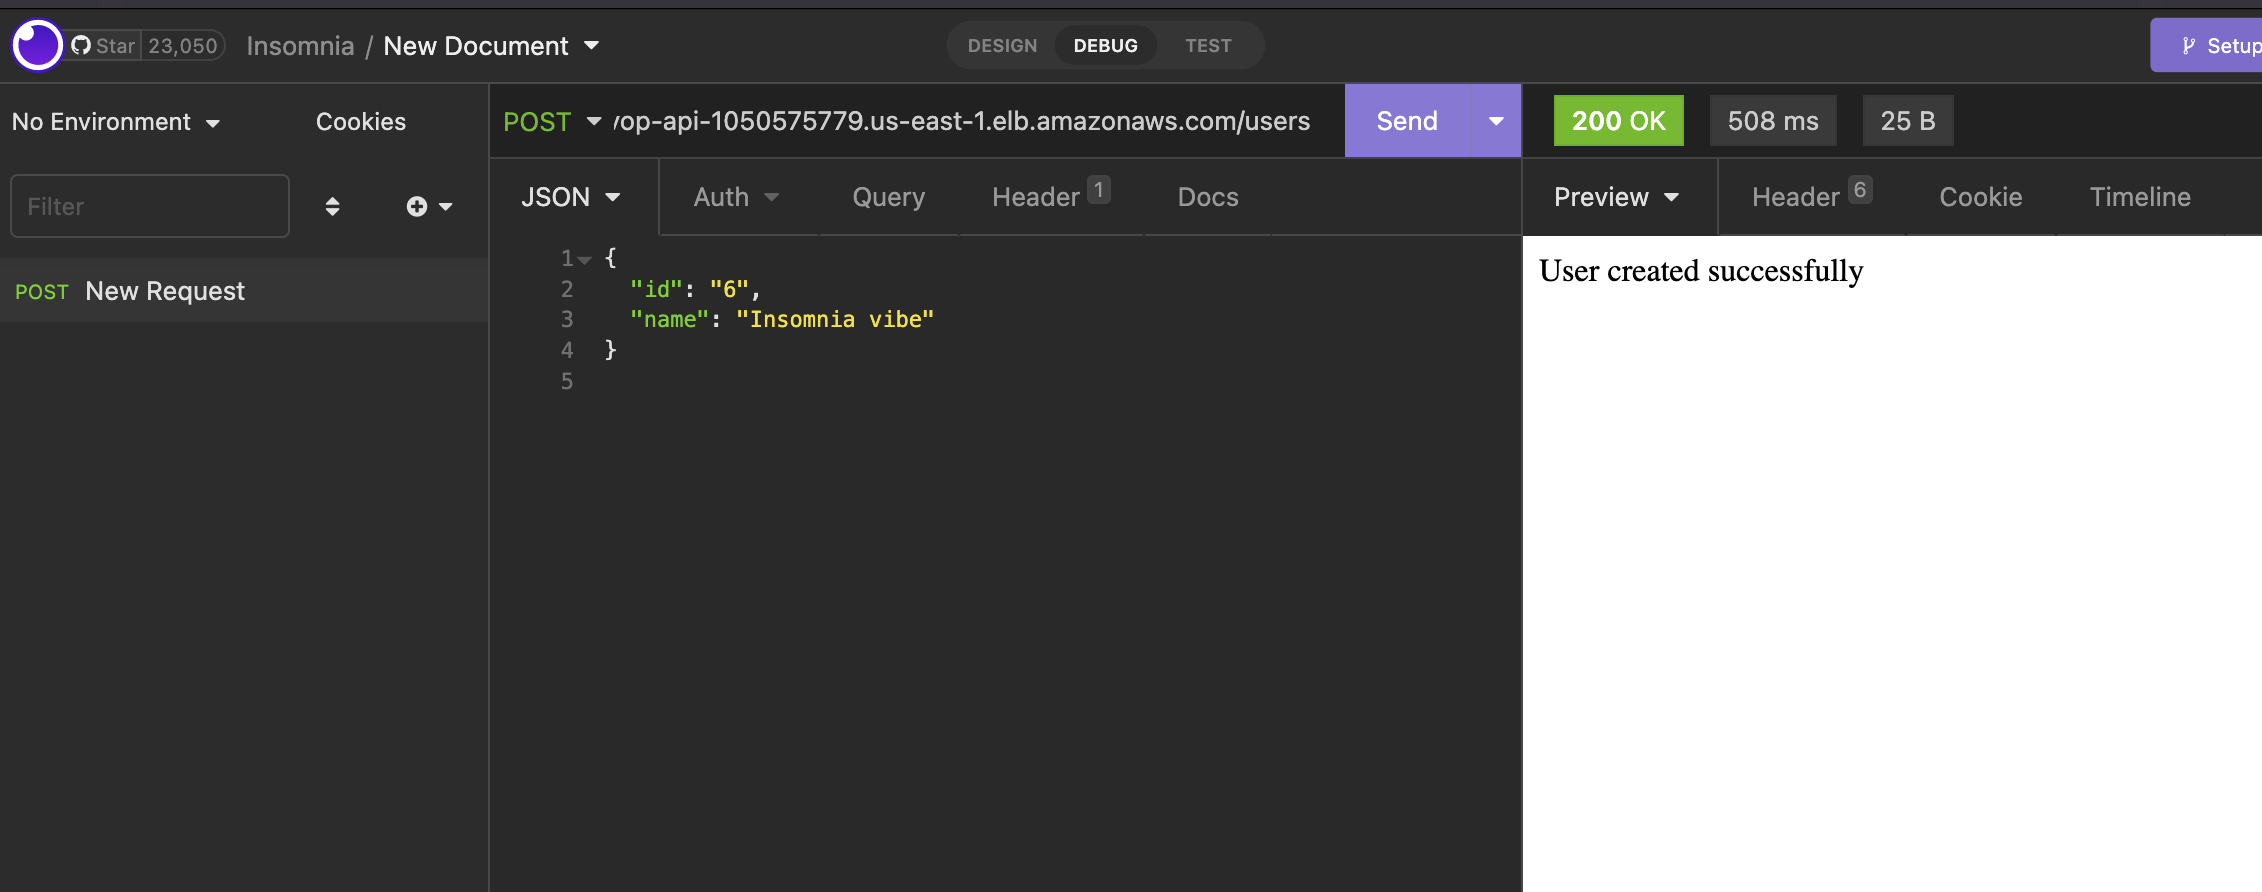 Star 23,050 Insomnia / New Document DESIGN DEBUG TEST Setup
No Environment Cookies POST op-api-1050575779.us-east-1.elb.amazonaws.com/users Send 200 OK 508 ms 25 B
Filter JSON Auth Query Header 1 Docs Preview Header 6 Cookie Timeline
POST New Request
1 {
2 "id": "6",
3 "name": "Insomnia vibe"
4 }
5
User created successfully